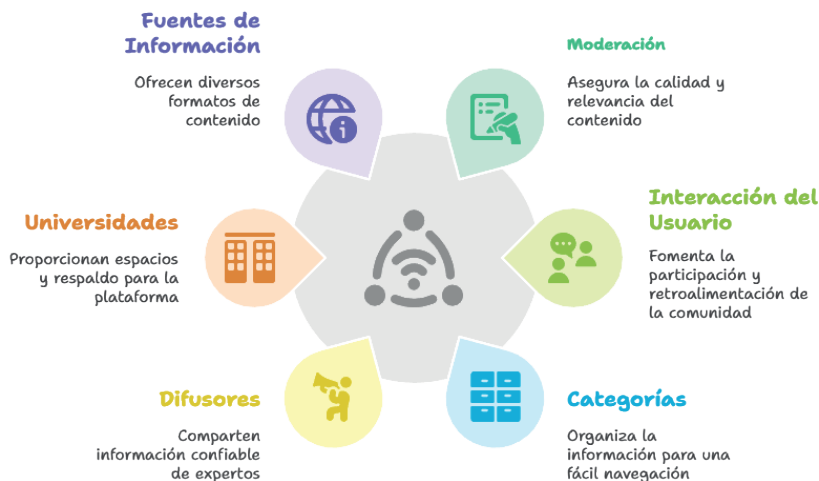 Fuentes de
Información
Ofrecen diversos
formatos de
contenido
Moderación
Asegura la calidad y
relevancia del
contenido
Universidades
Proporcionan espacios
y respaldo para la
plataforma
Interacción del
Usuario
Fomenta la
participación y
retroalimentación de
la comunidad
Difusores
Comparten
información confiable
de expertos
Categorías
Organiza la
información para una
fácil navegación